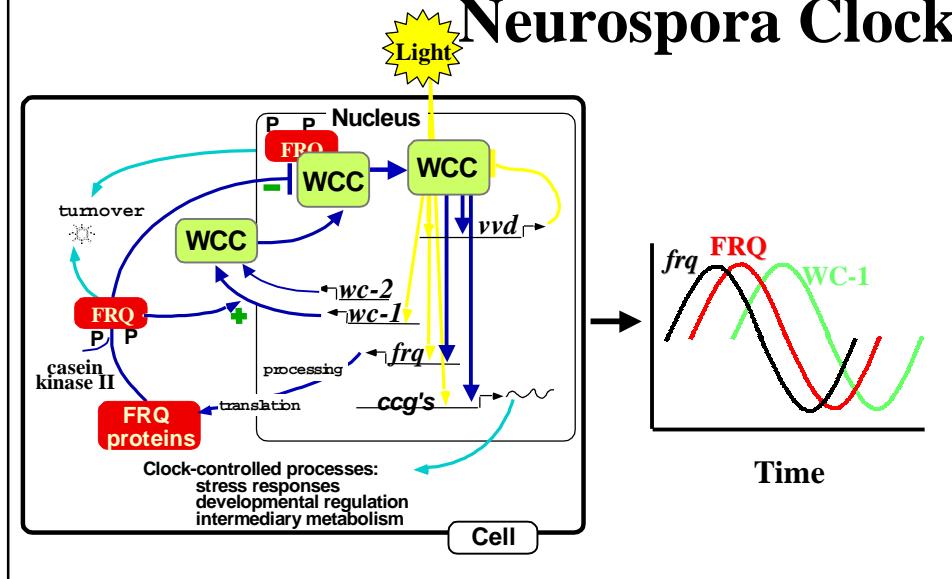 Neurospora Clock
Light
Nucleus
P P
FRQ
WCC
WCC
turnover
vvd
WCC
wc-2
wc-1
FRQ
P P
casein
kinase II
frq
processing
translation
ccg's
FRQ
proteins
Clock-controlled processes:
stress responses
developmental regulation
intermediary metabolism
Cell
frq
FRQ
WC-1
Time